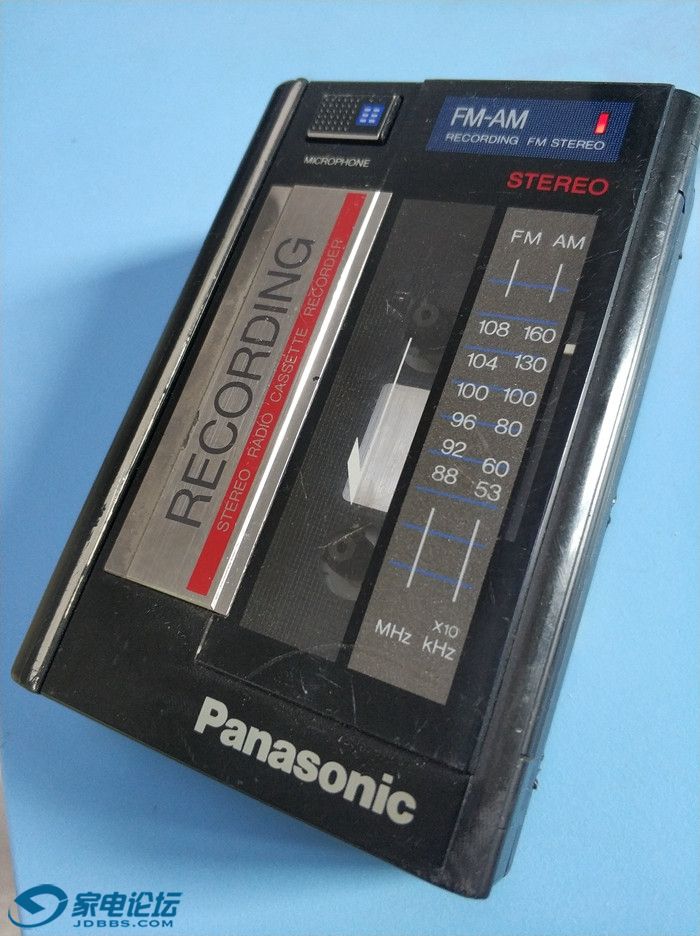 MICROPHONE
FM-AM
RECORDING FM STEREO
STEREO
RECORDING
STEREO RADIO CASSETTE RECORDER
FM AM
108 160
104 130
100 100
96 80
92 60
88 53
X10
MHz kHz
Panasonic
家电论坛
JDBBS.COM